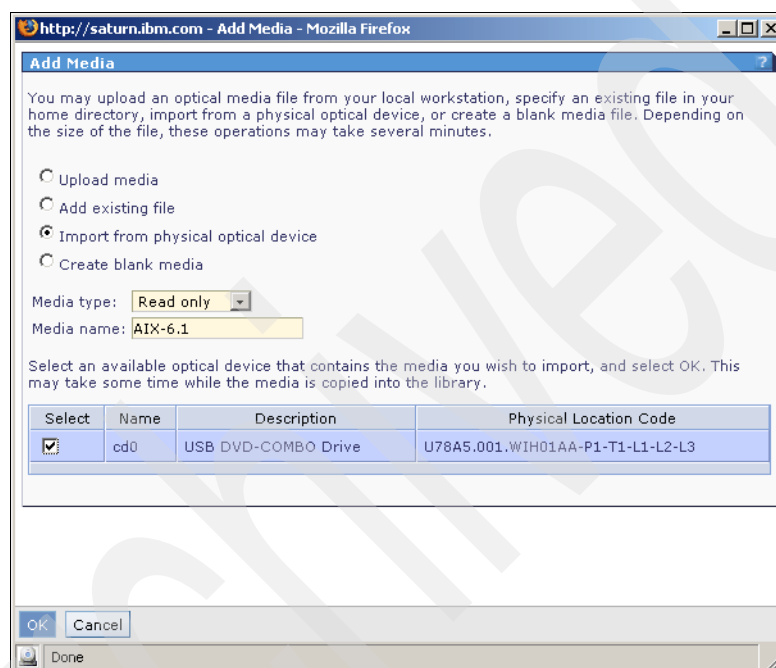 http://saturn.ibm.com - Add Media - Mozilla Firefox
Add Media
?
You may upload an optical media file from your local workstation, specify an existing file in your
home directory, import from a physical optical device, or create a blank media file. Depending on
the size of the file, these operations may take several minutes.
Upload media
Add existing file
Import from physical optical device
Create blank media
Media type: Read only
Media name: AIX-6.1
Select an available optical device that contains the media you wish to import, and select OK. This
may take some time while the media is copied into the library.
Select Name Description Physical Location Code
cd0 USB DVD-COMBO Drive U78A5.001.WIH01AA-P1-T1-L1-L2-L3
OK Cancel
Done